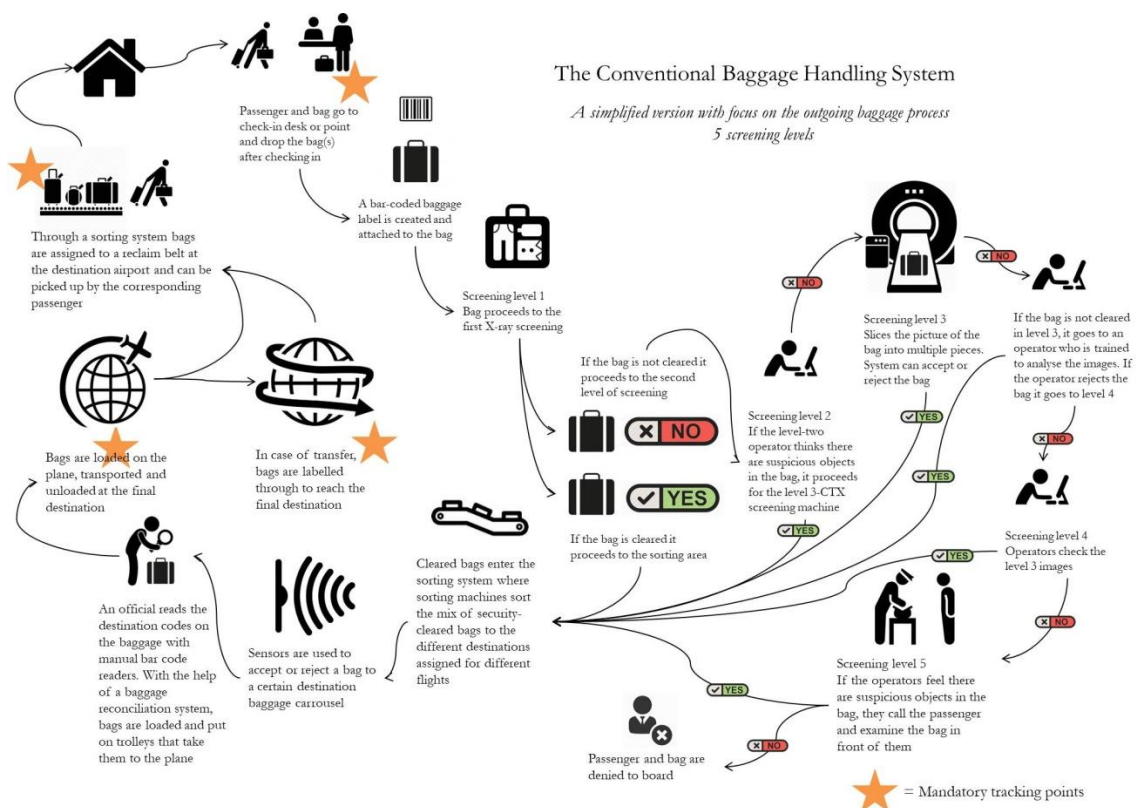 The Conventional Baggage Handling System
A simplified version with focus on the outgoing baggage process
5 screening levels
Passenger and bag go to
check-in desk or point
and drop the bag(s)
after checking in
A bar-coded baggage
label is created and
attached to the bag
Screening level 1
Bag proceeds to the
first X-ray screening
If the bag is not cleared it
proceeds to the second
level of screening
NO
YES
If the bag is cleared it
proceeds to the sorting area
Screening level 2
If the level-two
operator thinks there
are suspicious objects
in the bag, it proceeds
for the level 3-CTX
screening machine
YES
NO
Screening level 3
Slices the picture of the
bag into multiple pieces.
System can accept or
reject the bag
YES
NO
If the bag is not cleared
in level 3, it goes to an
operator who is trained
to analyse the images. If
the operator rejects the
bag it goes to level 4
YES
NO
Screening level 4
Operators check the
level 3 images
YES
NO
Screening level 5
If the operators feel there
are suspicious objects in the
bag, they call the passenger
and examine the bag in
front of them
YES
NO
Passenger and bag are
denied to board
Cleared bags enter the
sorting system where
sorting machines sort
the mix of security-
cleared bags to the
different destinations
assigned for different
flights
Sensors are used to
accept or reject a bag to
a certain destination
baggage carrousel
An official reads the
destination codes on
the baggage with
manual bar code
readers. With the help
of a baggage
reconciliation system,
bags are loaded and put
on trolleys that take
them to the plane
Bags are loaded on the
plane, transported and
unloaded at the final
destination
In case of transfer,
bags are labelled
through to reach the
final destination
Through a sorting system bags
are assigned to a reclaim belt at
the destination airport and can be
picked up by the corresponding
passenger
= Mandatory tracking points